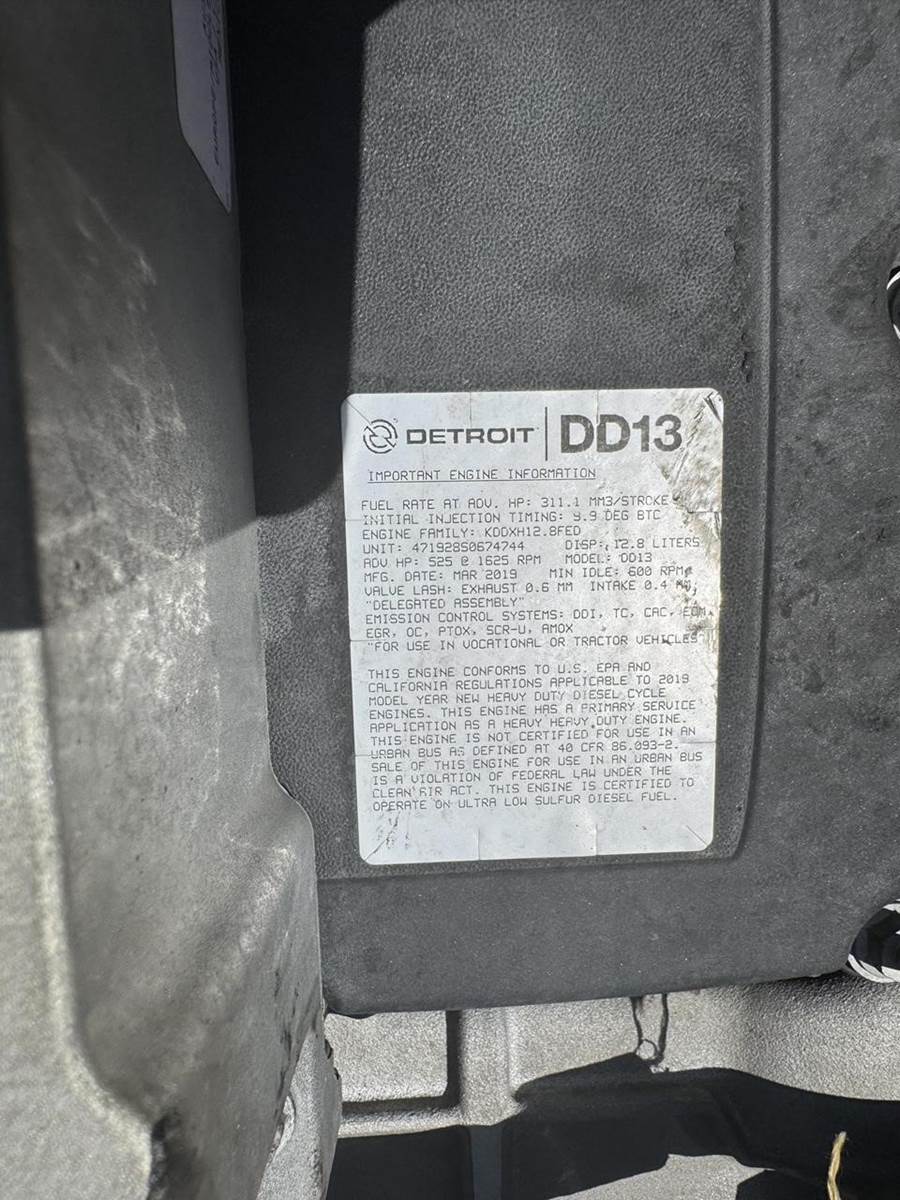 DETROIT DD13
IMPORTANT ENGINE INFORMATION
FUEL RATE AT ADV. HP: 311.1 MM3/STROKE
INITIAL INJECTION TIMING: 9.9 DEG BTC
ENGINE FAMILY: KDDXH12.8FED
UNIT: 471928S0674744 DISP: 12.8 LITERS
ADV HP: 525 @ 1625 RPM MODEL: DD13
MFG. DATE: MAR 2019 MIN IDLE: 600 RPM
VALVE LASH: EXHAUST 0.6 MM INTAKE 0.4 MM
"DELEGATED ASSEMBLY"
EMISSION CONTROL SYSTEMS: DDI, TC, CAC, ECM,
EGR, OC, PTOX, SCR-U, AMOX
"FOR USE IN VOCATIONAL OR TRACTOR VEHICLES"
THIS ENGINE CONFORMS TO U.S. EPA AND
CALIFORNIA REGULATIONS APPLICABLE TO 2019
MODEL YEAR NEW HEAVY DUTY DIESEL CYCLE
ENGINES. THIS ENGINE HAS A PRIMARY SERVICE
APPLICATION AS A HEAVY HEAVY DUTY ENGINE.
THIS ENGINE IS NOT CERTIFIED FOR USE IN AN
URBAN BUS AS DEFINED AT 40 CFR 86.093-2.
SALE OF THIS ENGINE FOR USE IN AN URBAN BUS
IS A VIOLATION OF FEDERAL LAW UNDER THE
CLEAN AIR ACT. THIS ENGINE IS CERTIFIED TO
OPERATE ON ULTRA LOW SULFUR DIESEL FUEL.